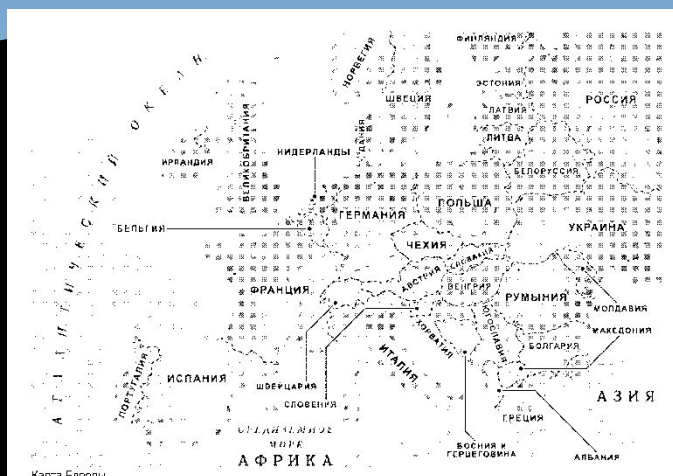 ФИНЛЯНДИЯ
НОРВЕГИЯ
ШВЕЦИЯ
ЭСТОНИЯ
РОССИЯ
ЛАТВИЯ
ДАНИЯ
ЛИТВА
АТЛАНТИЧЕСКИЙ ОКЕАН
ИРЛАНДИЯ
ВЕЛИКОБРИТАНИЯ
НИДЕРЛАНДЫ
БЕЛОРУССИЯ
ГЕРМАНИЯ
ПОЛЬША
БЕЛЬГИЯ
УКРАИНА
ЧЕХИЯ
СЛОВАКИЯ
АВСТРИЯ
ФРАНЦИЯ
ВЕНГРИЯ
РУМЫНИЯ
МОЛДАВИЯ
ХОРВАТИЯ
ЮГОСЛАВИЯ
МАКЕДОНИЯ
БОЛГАРИЯ
ИТАЛИЯ
ПОРТУГАЛИЯ
ИСПАНИЯ
ШВЕЙЦАРИЯ
СЛОВЕНИЯ
АЗИЯ
ГРЕЦИЯ
СРЕДИЗЕМНОЕ
МОРЕ
БОСНИЯ И
ГЕРЦЕГОВИНА
АЛБАНИЯ
АФРИКА
Карта Европы